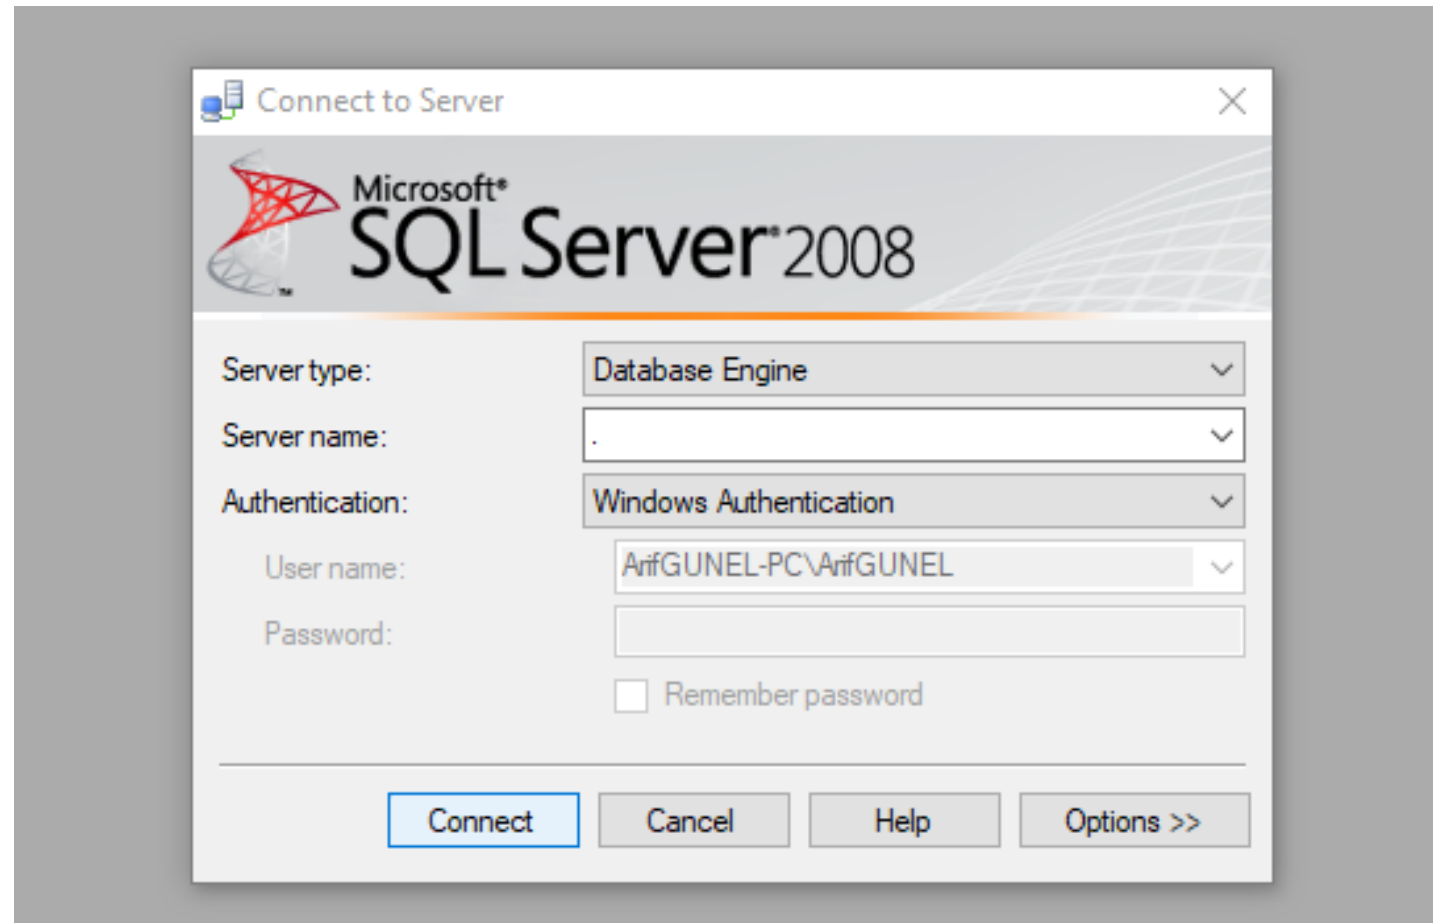 Connect to Server
Microsoft®
SQL Server® 2008
™
Server type: Database Engine
Server name: .
Authentication: Windows Authentication
User name: ArifGUNEL-PC\ArifGUNEL
Password:
Remember password
Connect Cancel Help Options >>